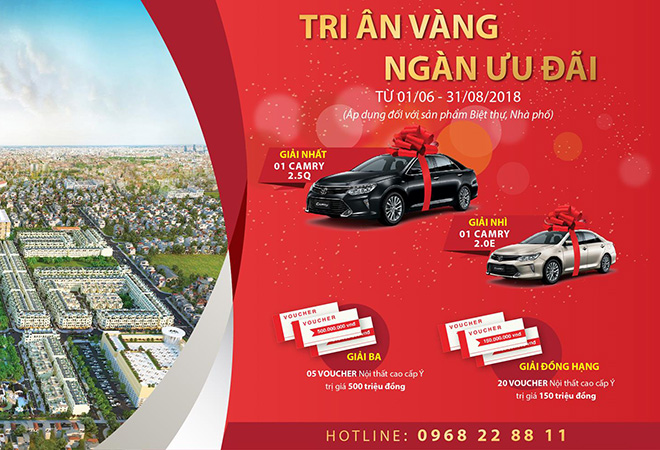 TRI ÂN VÀNG
NGÀN ƯU ĐÃI
TỪ 01/06 - 31/08/2018
(Áp dụng đối với sản phẩm Biệt thự, Nhà phố)
GIẢI NHẤT
01 CAMRY
2.5Q
GIẢI NHÌ
01 CAMRY
2.0E
VOUCHER
VOUCHER
500.000.000 vnđ
vnđ
GIẢI BA
05 VOUCHER Nội thất cao cấp Ý
trị giá 500 triệu đồng
VOUCHER
VOUCHER
150.000.000 vnđ
vnđ
GIẢI ĐỒNG HẠNG
20 VOUCHER Nội thất cao cấp Ý
trị giá 150 triệu đồng
HOTLINE: 0968 22 88 11